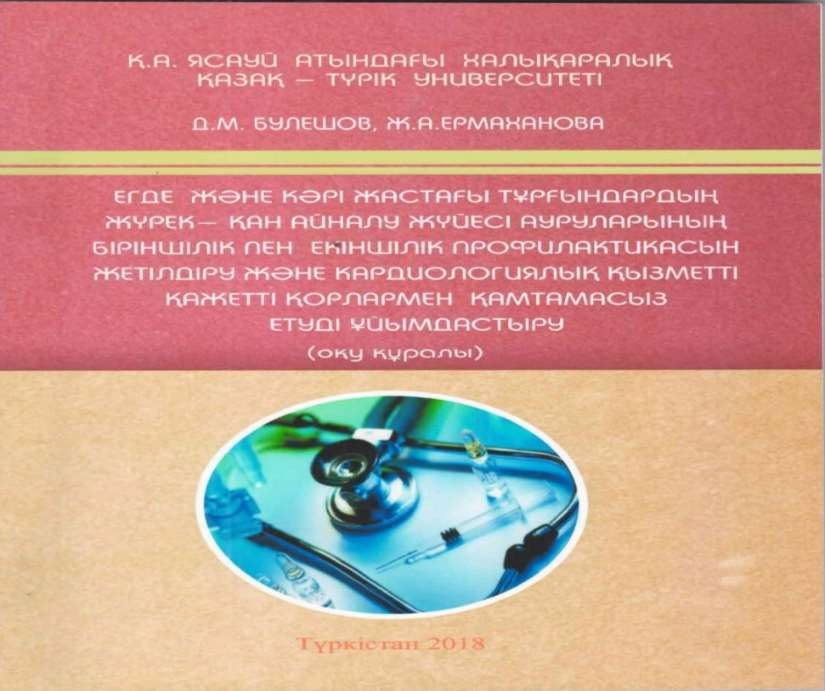 Қ.А. ЯСАУЙ АТЫНДАҒЫ ХАЛЫҚАРАЛЫҚ
ҚАЗАҚ – ТҮРІК УНИВЕРСИТЕТІ
Д.М. БУЛЕШОВ, Ж.А.ЕРМАХАНОВА
ЕГДЕ ЖӘНЕ КӘРІ ЖАСТАҒЫ ТҰРҒЫНДАРДЫҢ
ЖҮРЕК– ҚАН АЙНАЛУ ЖҮЙЕСІ АУРУЛАРЫНЫҢ
БІРІНШІЛІК ПЕН ЕКІНШІЛІК ПРОФИЛАКТИКАСЫН
ЖЕТІЛДІРУ ЖӘНЕ КАРДИОЛОГИЯЛЫҚ ҚЫЗМЕТТІ
ҚАЖЕТТІ ҚОРЛАРМЕН ҚАМТАМАСЫЗ
ЕТУДІ ҰЙЫМДАСТЫРУ
(оқу құралы)
Түркістан 2018